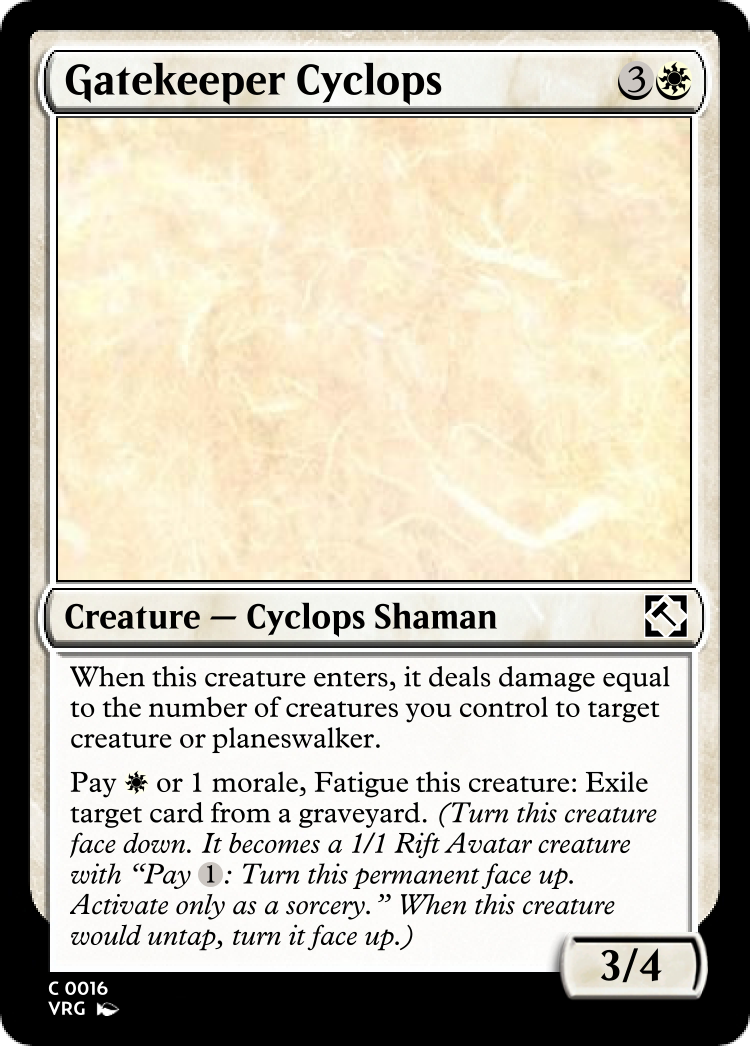 Gatekeeper Cyclops 3
Creature — Cyclops Shaman
When this creature enters, it deals damage equal
to the number of creatures you control to target
creature or planeswalker.
Pay or 1 morale, Fatigue this creature: Exile
target card from a graveyard. (Turn this creature
face down. It becomes a 1/1 Rift Avatar creature
with “Pay 1: Turn this permanent face up.
Activate only as a sorcery.” When this creature
would untap, turn it face up.)
3/4
C 0016
VRG